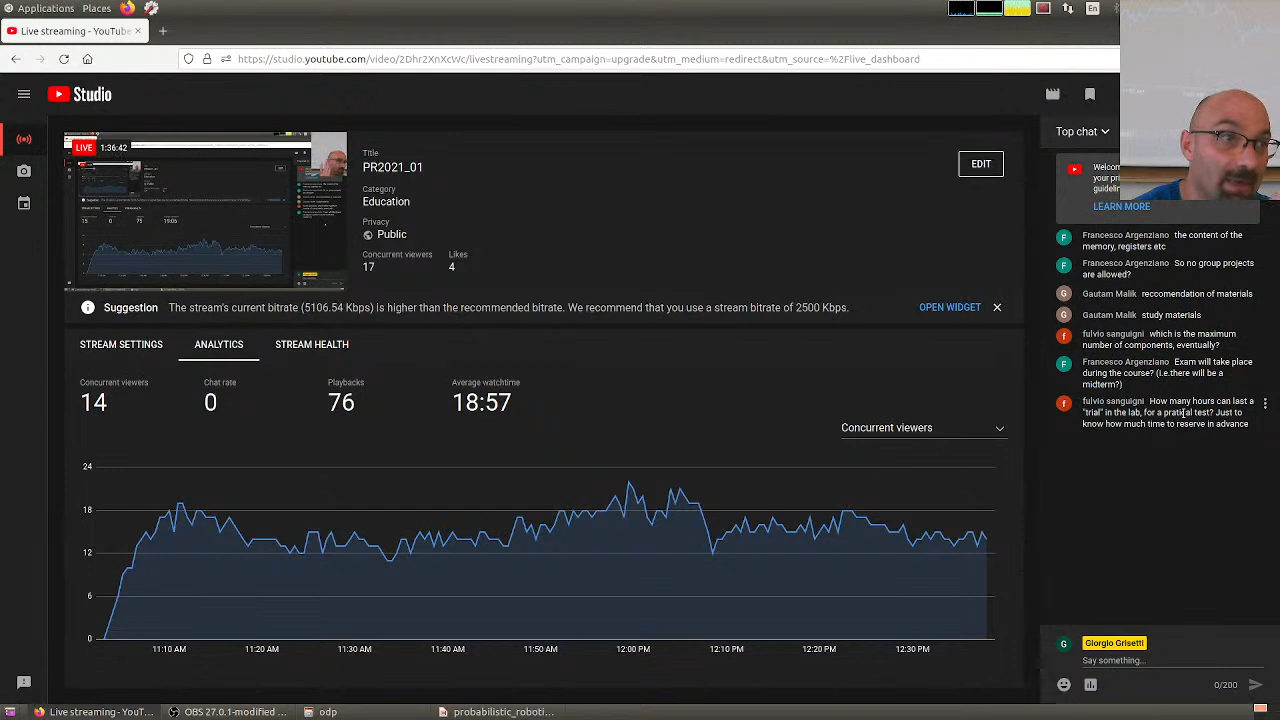 Applications Places En
Live streaming - YouTube
https://studio.youtube.com/video/2DhrZXnXcWc/livestreaming?utm_campaign=upgrade&utm_medium=redirect&utm_source=%2Flive_dashboard
Studio
Top chat
LIVE 1:36:42
Title
PR2021_01
EDIT
Category
Education
Privacy
Public
Concurrent viewers Likes
17 4
Suggestion The stream's current bitrate (5106.54 Kbps) is higher than the recommended bitrate. We recommend that you use a stream bitrate of 2500 Kbps. OPEN WIDGET
STREAM SETTINGS ANALYTICS STREAM HEALTH
Concurrent viewers Chat rate Playbacks Average watchtime
14 0 76 18:57
Concurrent viewers
24
18
12
6
0
11:10 AM 11:20 AM 11:30 AM 11:40 AM 11:50 AM 12:00 PM 12:10 PM 12:20 PM 12:30 PM
Welcom
your pri
guideling
LEARN MORE
F Francesco Argenziano the content of the
memory, registers etc
F Francesco Argenziano So no group projects
are allowed?
G Gautam Malik reccomendation of materials
G Gautam Malik study materials
f fulvio sanguigni which is the maximum
number of components, eventually?
F Francesco Argenziano Exam will take place
during the course? (i.e.there will be a
midterm?)
f fulvio sanguigni How many hours can last a
"trial" in the lab, for a pratical test? Just to
know how much time to reserve in advance
G Giorgio Grisetti
Say something...
0/200
Live streaming - YouT... OBS 27.0.1-modified ... odp probabilistic_roboti...